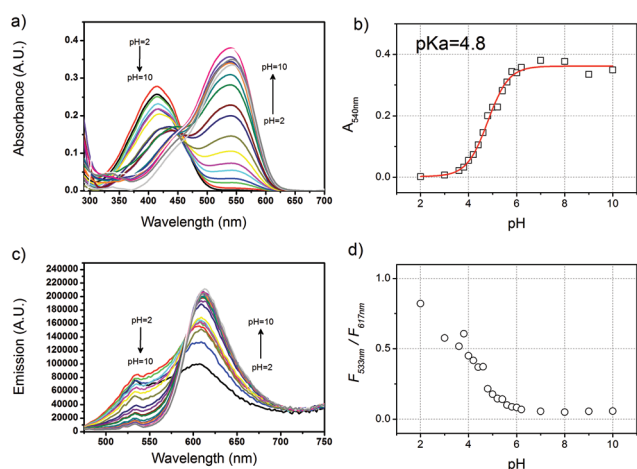 a)
Absorbance (A.U.)
0.4
0.3
0.2
0.1
0.0
pH=2
pH=10
pH=10
pH=2
300 350 400 450 500 550 600 650 700
Wavelength (nm)
b)
pKa=4.8
A540nm
0.4
0.2
0.0
2 4 6 8 10
pH
c)
Emission (A.U.)
240000
220000
200000
180000
160000
140000
120000
100000
80000
60000
40000
20000
0
pH=2
pH=10
pH=10
pH=2
500 550 600 650 700 750
Wavelength (nm)
d)
F533nm / F617nm
1.0
0.5
0.0
2 4 6 8 10
pH